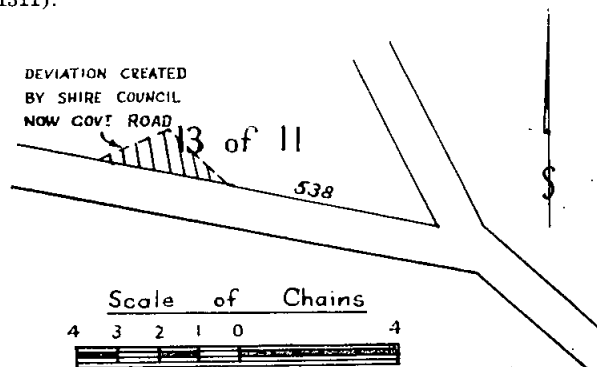 1311).
DEVIATION CREATED
BY SHIRE COUNCIL
NOW GOVT ROAD
13 of 11
538
S
Scale of Chains
4 3 2 1 0 4